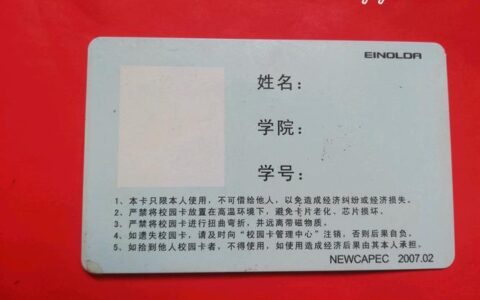 EINOLDA
姓名：
学院：
学号：
1、本卡只限本人使用，不可借给他人，以免造成经济纠纷或经济损失。
2、严禁将校园卡放置在高温环境下，避免卡片老化、芯片损坏。
3、严禁将校园卡进行扭曲弯折，并远离带磁物质。
4、如遗失校园卡，请及时向“校园卡管理中心”注销，否则后果自负。
5、如拾到他人校园卡者，不得使用，如使用造成经济后果由其本人承担。
NEWCAPEC 2007.02